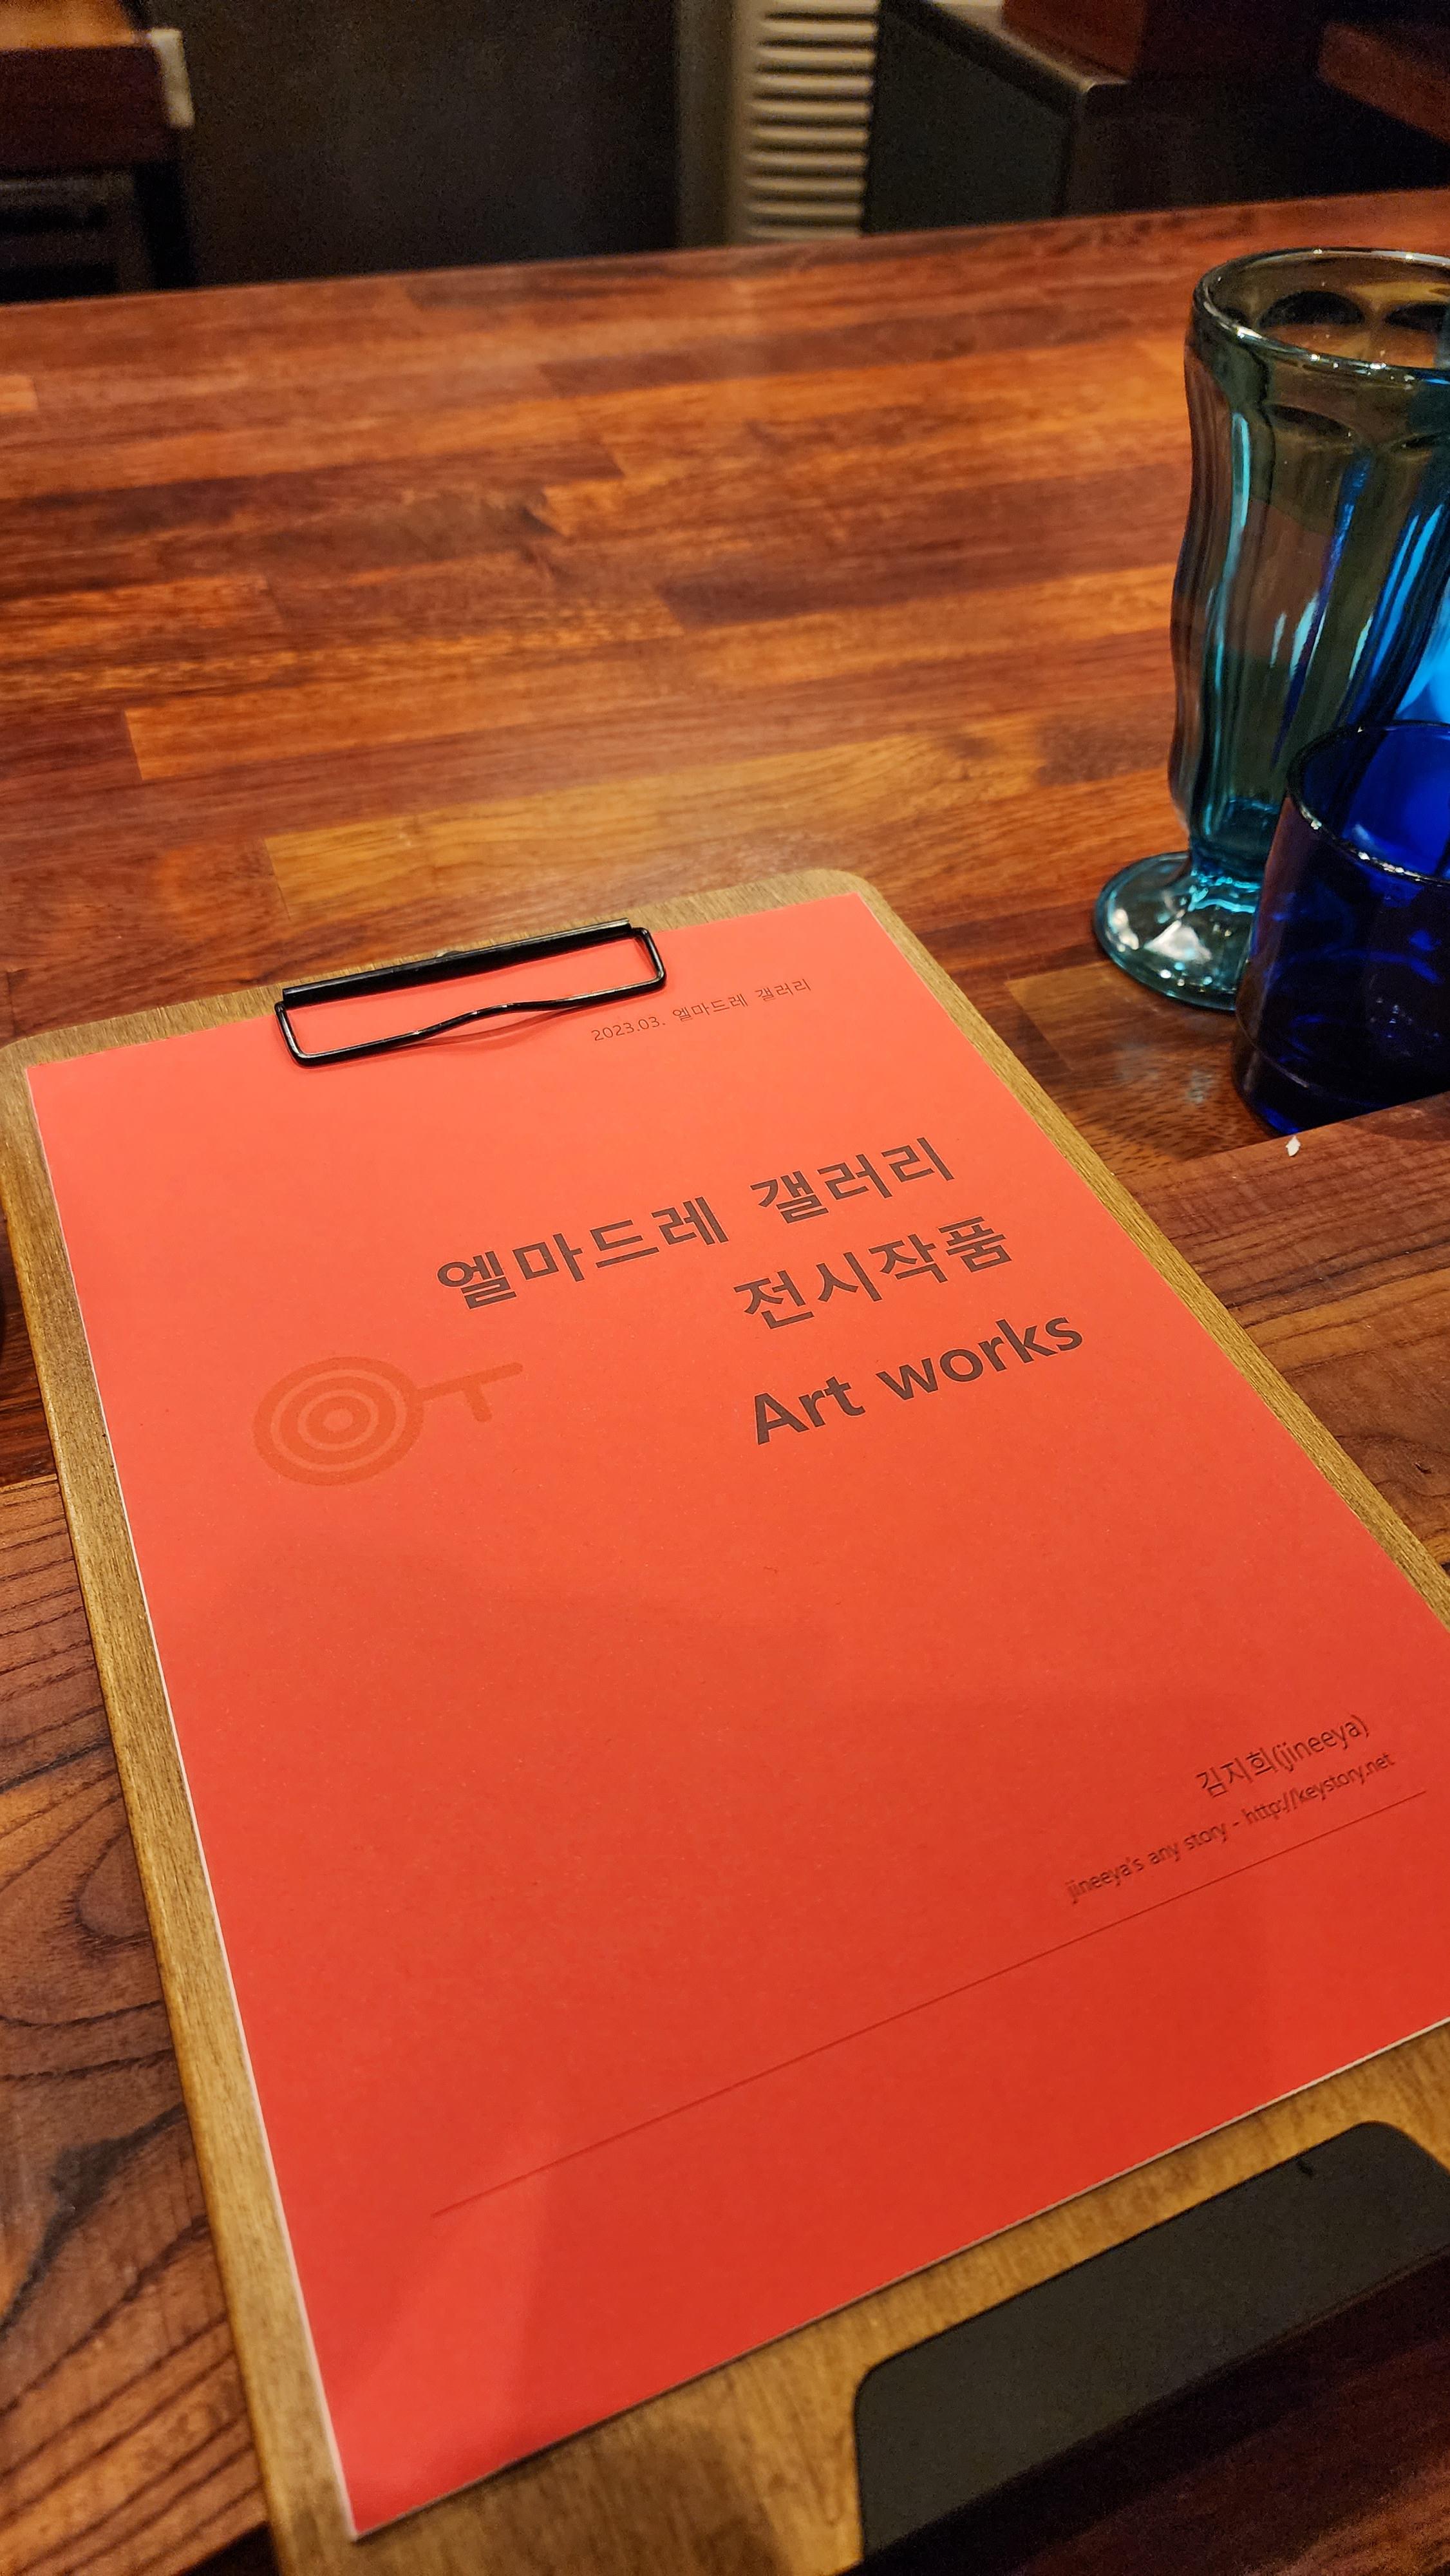 2023.03. 엘마드레 갤러리
엘마드레 갤러리
전시작품
Art works
김지희(jineeya)
jineeya's any story - http://keystory.net